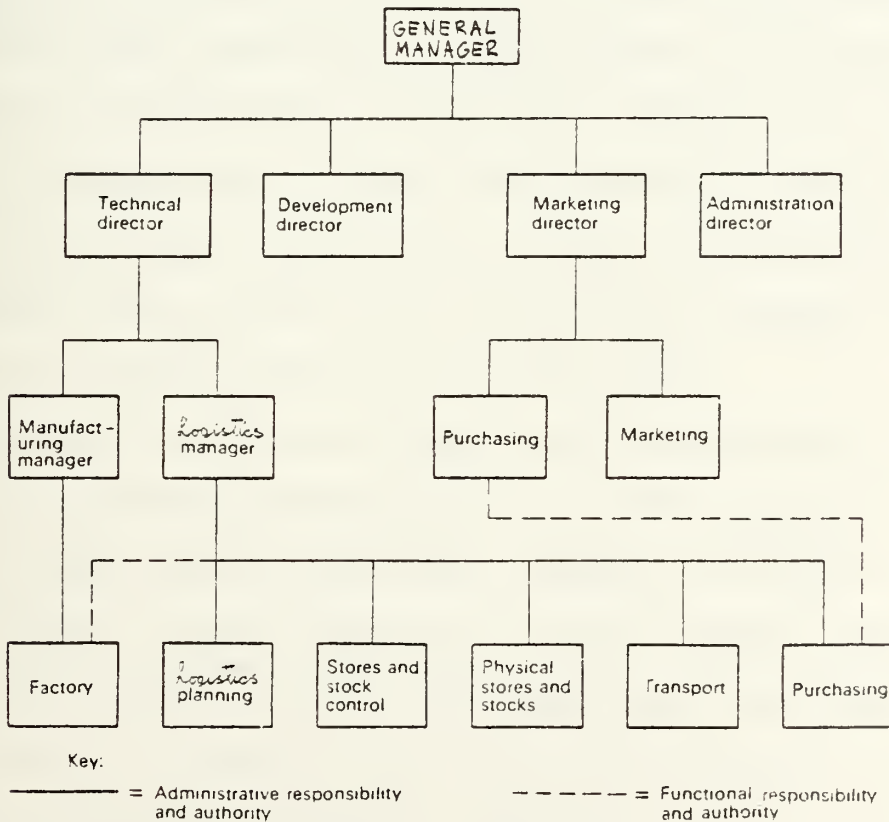 GENERAL
MANAGER
Technical
director
Development
director
Marketing
director
Administration
director
Manufact-
uring
manager
Logistics
manager
Purchasing
Marketing
Factory
Logistics
planning
Stores and
stock
control
Physical
stores and
stocks
Transport
Purchasing
Key:
= Administrative responsibility
and authority
= Functional responsibility
and authority